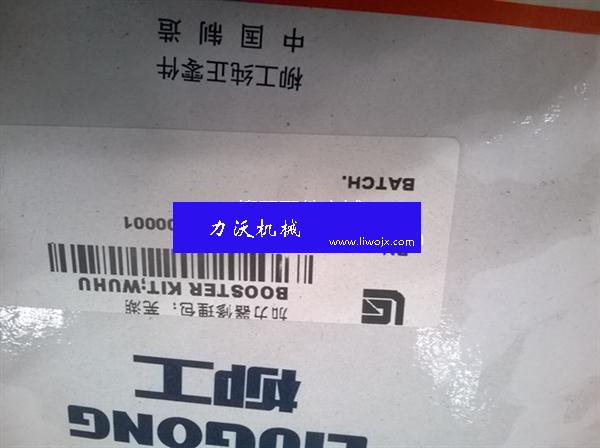 LIUGONG
柳工
加力器修理包；芜湖
BOOSTER KIT;WUHU
00001
BATCH.
柳工纯正零件
中国制造
力沃机械
www.liwojx.com